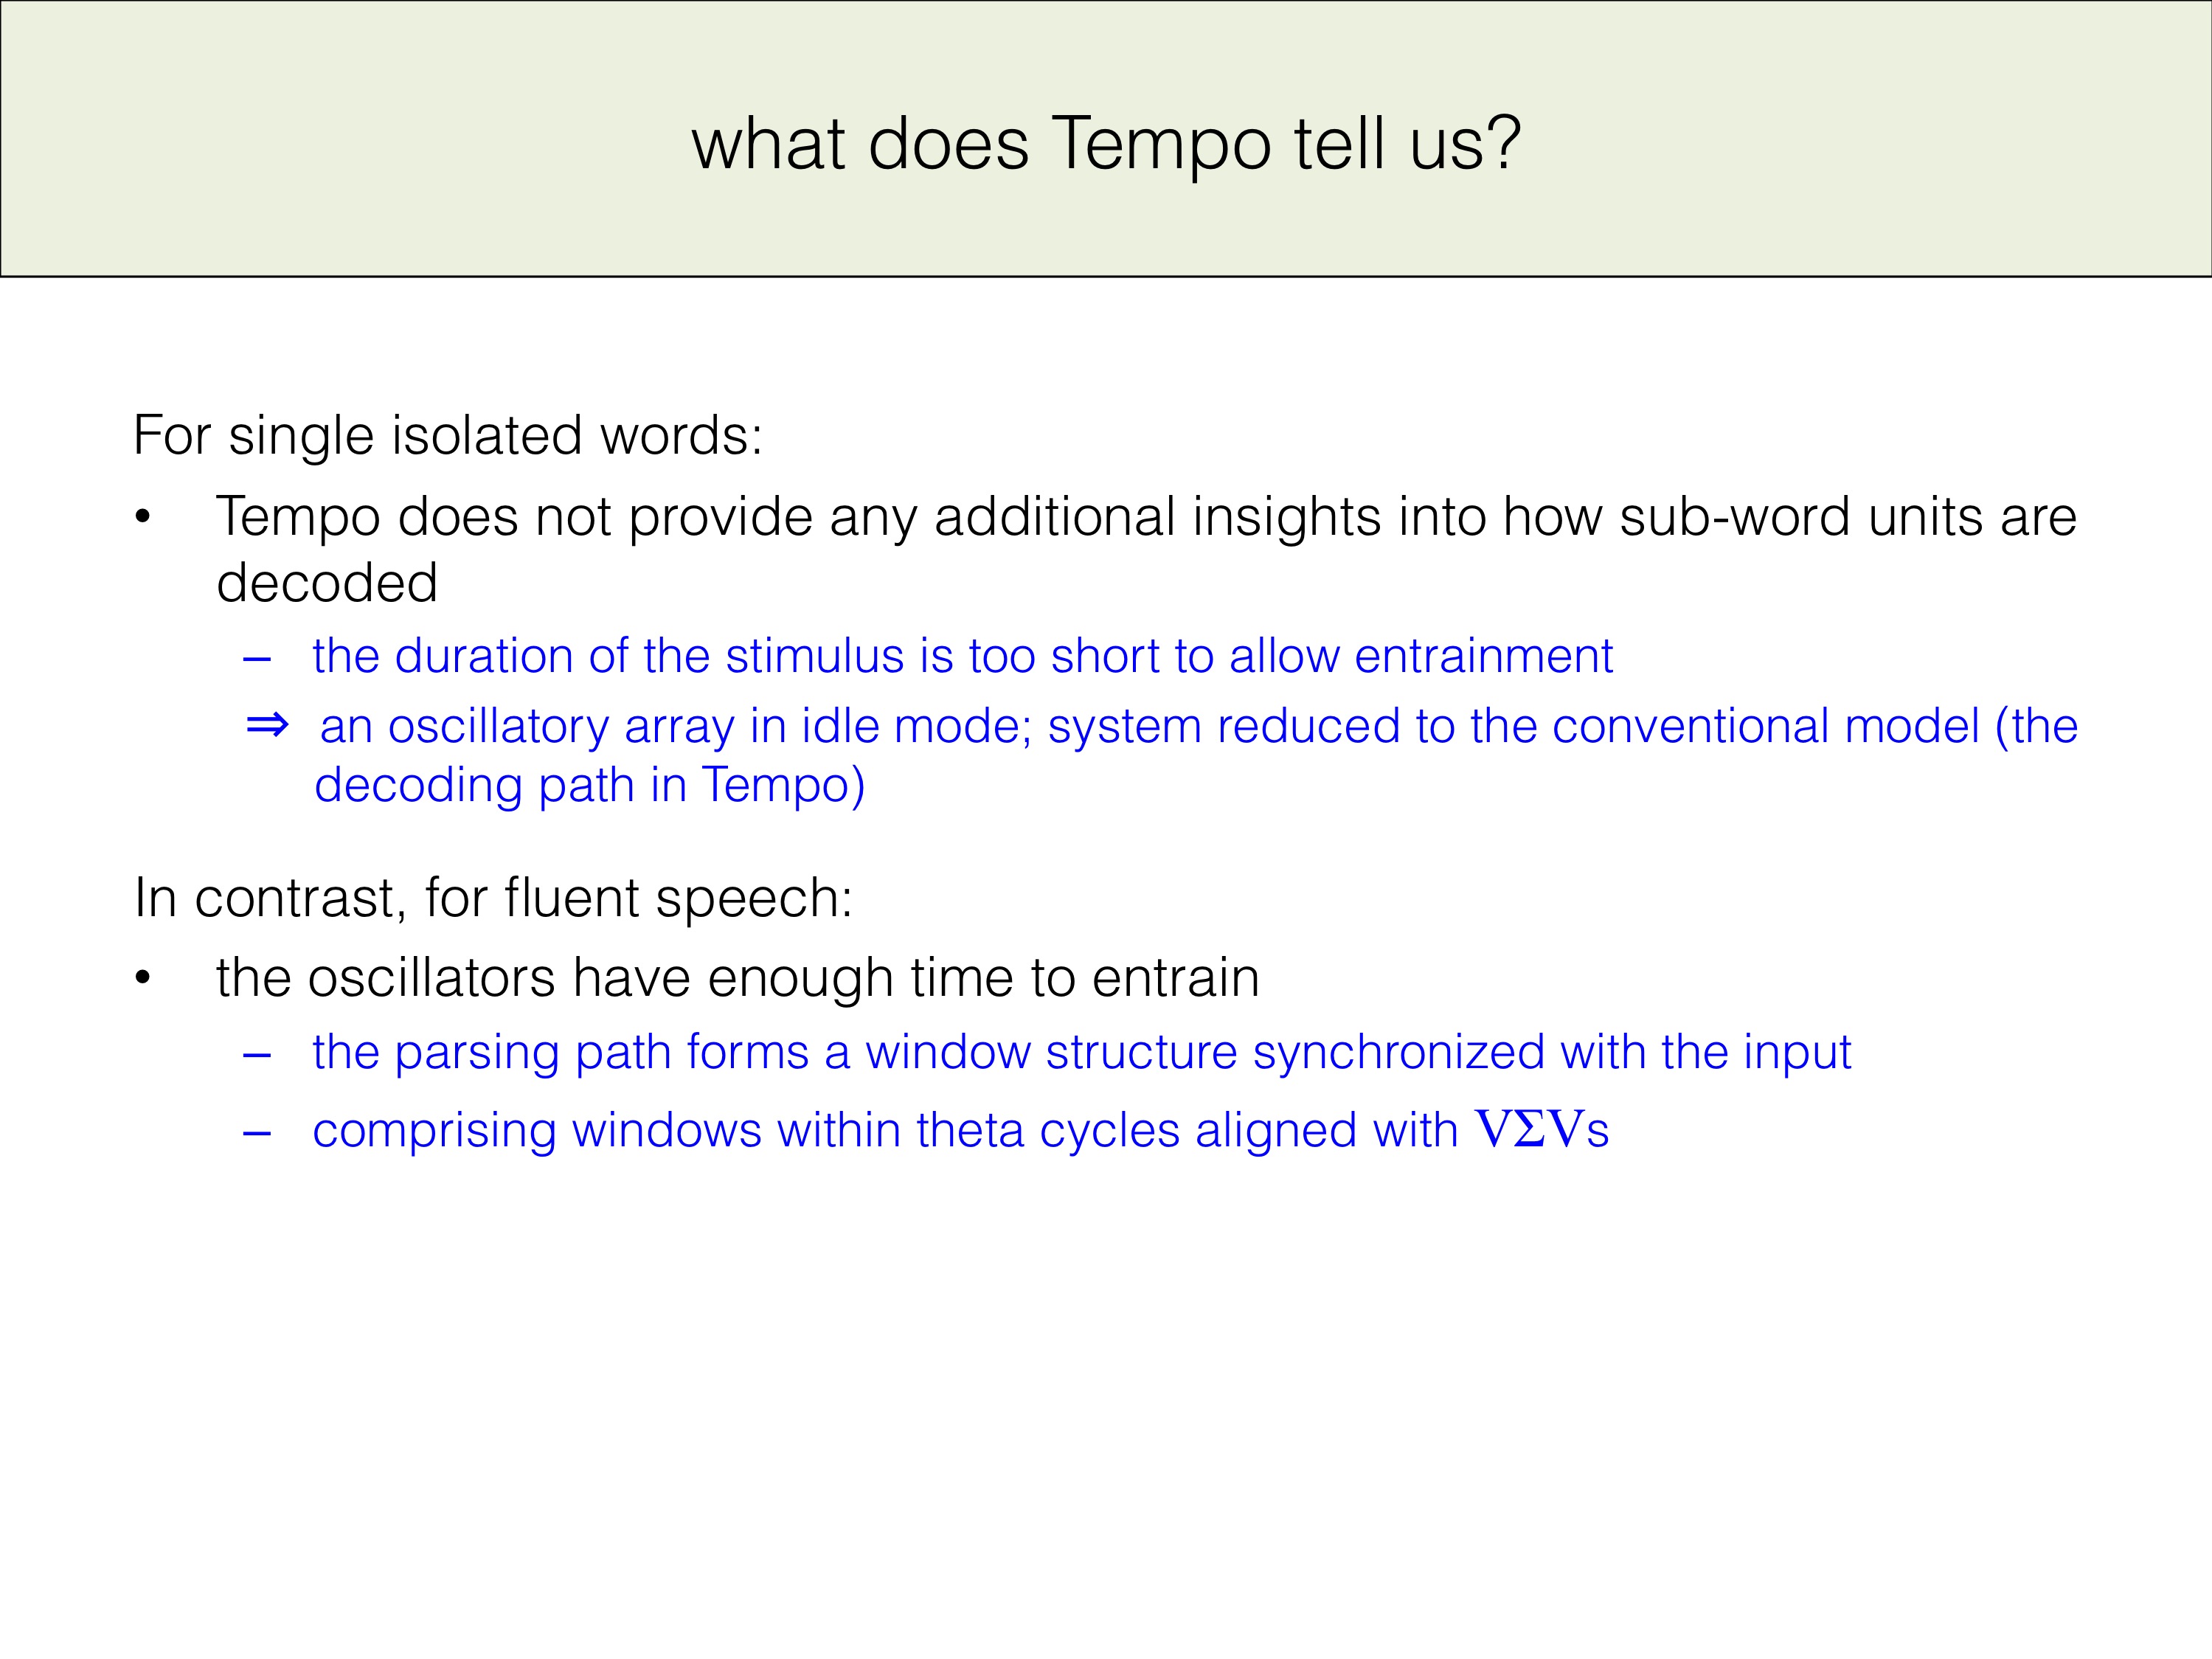 what does Tempo tell us?
For single isolated words:
• Tempo does not provide any additional insights into how sub-word units are
decoded
– the duration of the stimulus is too short to allow entrainment
⇒ an oscillatory array in idle mode; system reduced to the conventional model (the
decoding path in Tempo)
In contrast, for fluent speech:
• the oscillators have enough time to entrain
– the parsing path forms a window structure synchronized with the input
– comprising windows within theta cycles aligned with VΣVs